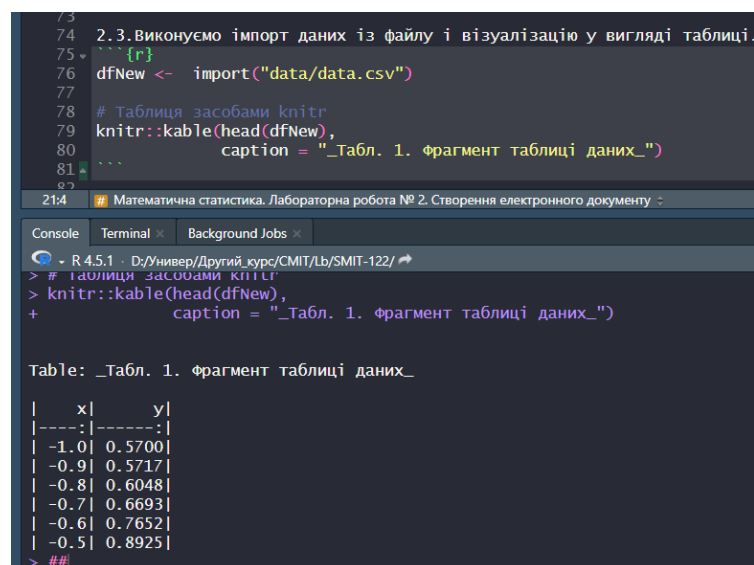 73
74 2.3.Виконуємо імпорт даних із файлу і візуалізацію у вигляді таблиці.
75 ```{r}
76 dfNew <-  import("data/data.csv")
77
78 # Таблиця засобами knitr
79 knitr::kable(head(dfNew),
80              caption = "_Табл. 1. Фрагмент таблиці даних_")
81 ```
82
21:4 # Математична статистика. Лабораторна робота № 2. Створення електронного документу
Console Terminal × Background Jobs ×
R 4.5.1 · D:/Универ/Другий_курс/СМІТ/Lb/SMIT-122/
> # Таблиця засобами knitr
> knitr::kable(head(dfNew),
+              caption = "_Табл. 1. Фрагмент таблиці даних_")
Table: _Табл. 1. Фрагмент таблиці даних_
|    x|      y|
|----:|------:|
| -1.0| 0.5700|
| -0.9| 0.5717|
| -0.8| 0.6048|
| -0.7| 0.6693|
| -0.6| 0.7652|
| -0.5| 0.8925|
> ##